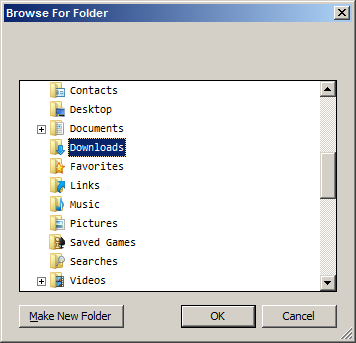 Browse For Folder
Contacts
Desktop
Documents
Downloads
Favorites
Links
Music
Pictures
Saved Games
Searches
Videos
Make New Folder
OK
Cancel